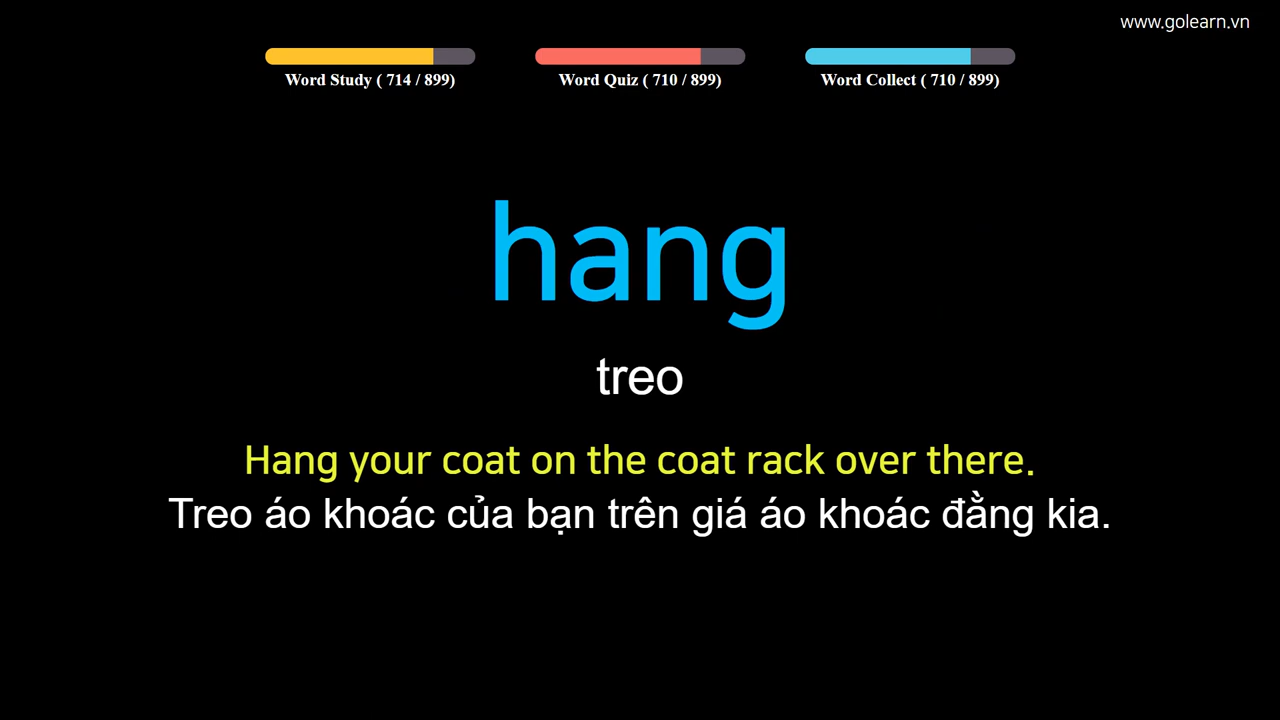 www.golearn.vn
Word Study ( 714 / 899) Word Quiz ( 710 / 899) Word Collect ( 710 / 899)
hang
treo
Hang your coat on the coat rack over there.
Treo áo khoác của bạn trên giá áo khoác đằng kia.